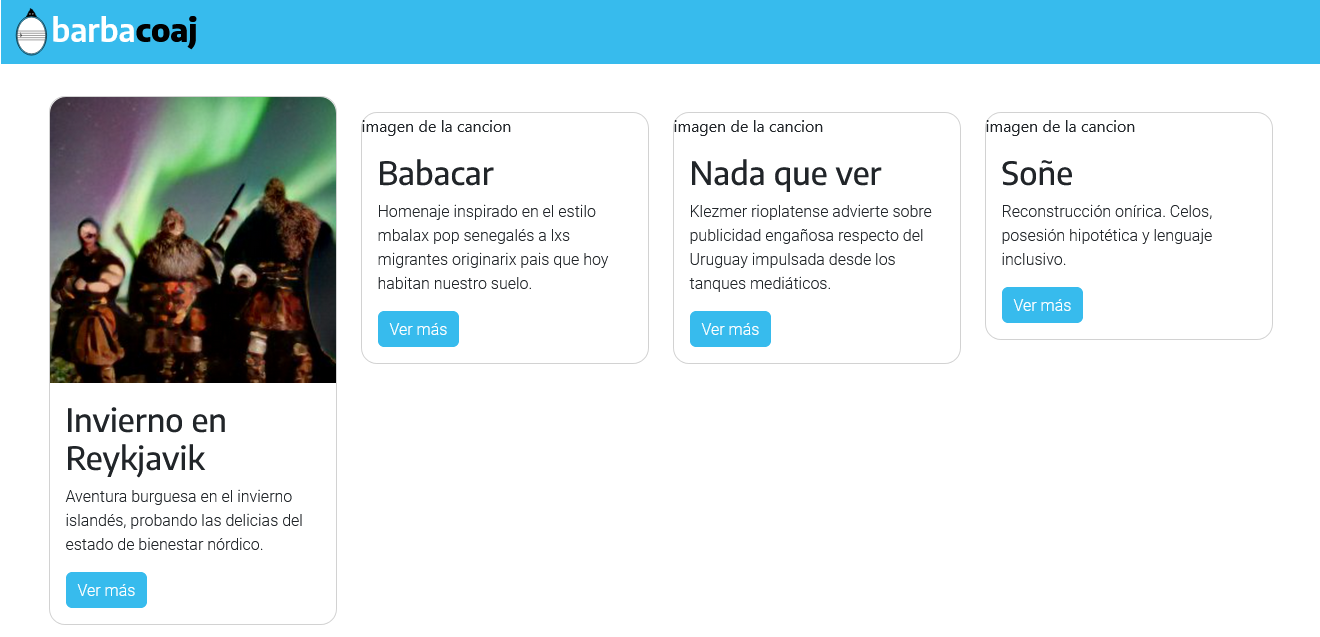 barbacoaj
Invierno en
Reykjavik
Aventura burguesa en el invierno
islandés, probando las delicias del
estado de bienestar nórdico.
Ver más
imagen de la cancion
Babacar
Homenaje inspirado en el estilo
mbalax pop senegalés a lxs
migrantes originarix pais que hoy
habitan nuestro suelo.
Ver más
imagen de la cancion
Nada que ver
Klezmer rioplatense advierte sobre
publicidad engañosa respecto del
Uruguay impulsada desde los
tanques mediáticos.
Ver más
imagen de la cancion
Soñe
Reconstrucción onírica. Celos,
posesión hipotética y lenguaje
inclusivo.
Ver más